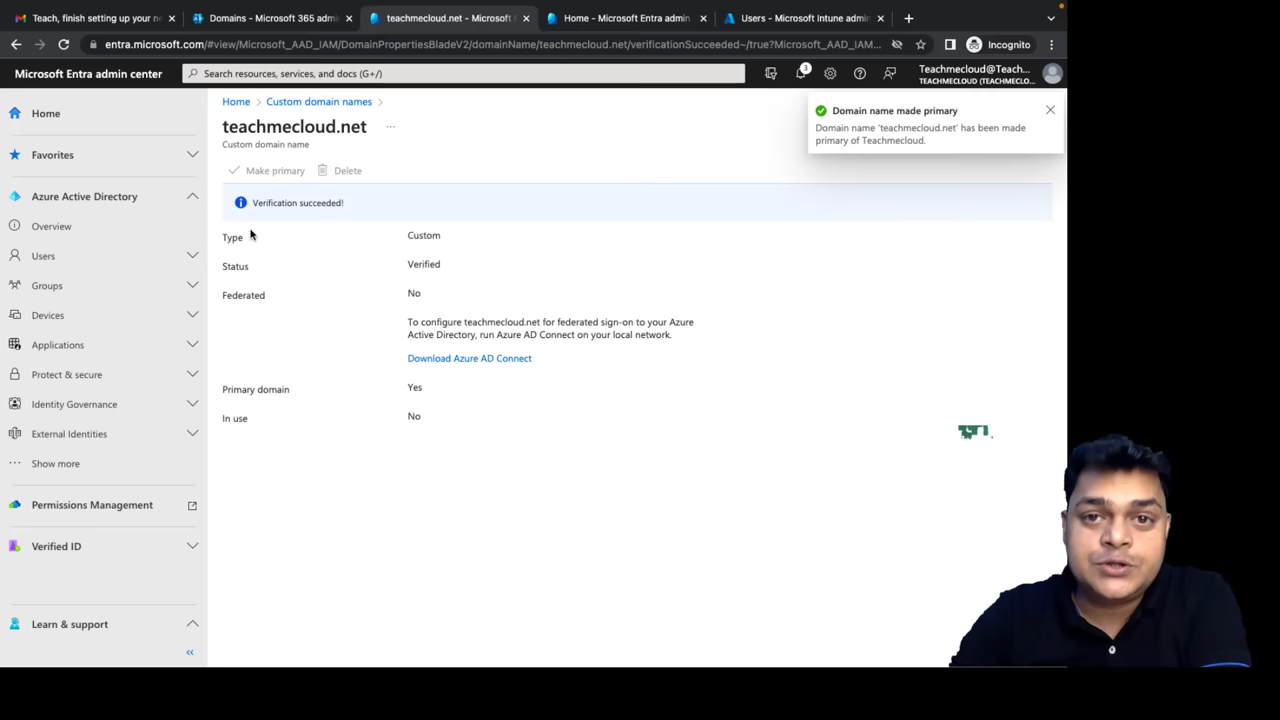 Teach, finish setting up your n
Domains - Microsoft 365 admi
teachmecloud.net - Microsoft
Home - Microsoft Entra admin
Users - Microsoft Intune admin
entra.microsoft.com/#view/Microsoft_AAD_IAM/DomainPropertiesBladeV2/domainName/teachmecloud.net/verificationSucceeded~/true?Microsoft_AAD_IAM...
Incognito
Microsoft Entra admin center
Search resources, services, and docs (G+/)
3
Teachmecloud@Teach...
TEACHMECLOUD (TEACHMECLO...
Home
Favorites
Azure Active Directory
Overview
Users
Groups
Devices
Applications
Protect & secure
Identity Governance
External Identities
Show more
Permissions Management
Verified ID
Learn & support
Home > Custom domain names >
teachmecloud.net ...
Custom domain name
Make primary
Delete
Verification succeeded!
Type
Custom
Status
Verified
Federated
No
To configure teachmecloud.net for federated sign-on to your Azure
Active Directory, run Azure AD Connect on your local network.
Download Azure AD Connect
Primary domain
Yes
In use
No
Domain name made primary
Domain name 'teachmecloud.net' has been made
primary of Teachmecloud.